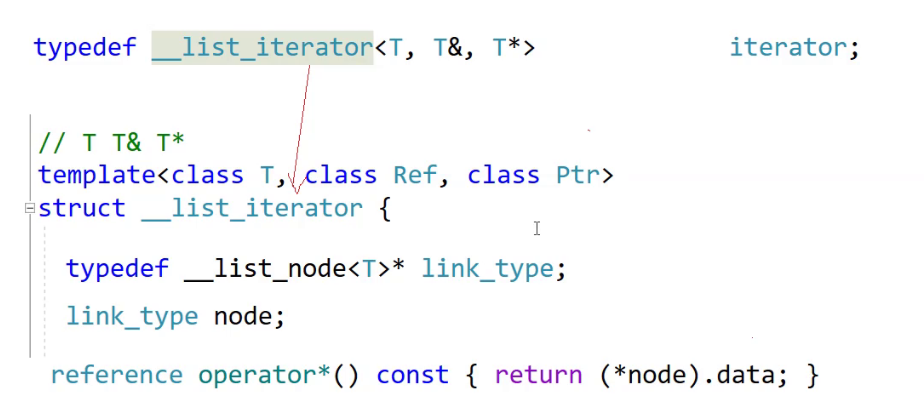 typedef __list_iterator<T, T&, T*> iterator;
// T T& T*
template<class T, class Ref, class Ptr>
struct __list_iterator {
typedef __list_node<T>* link_type;
link_type node;
reference operator*() const { return (*node).data; }